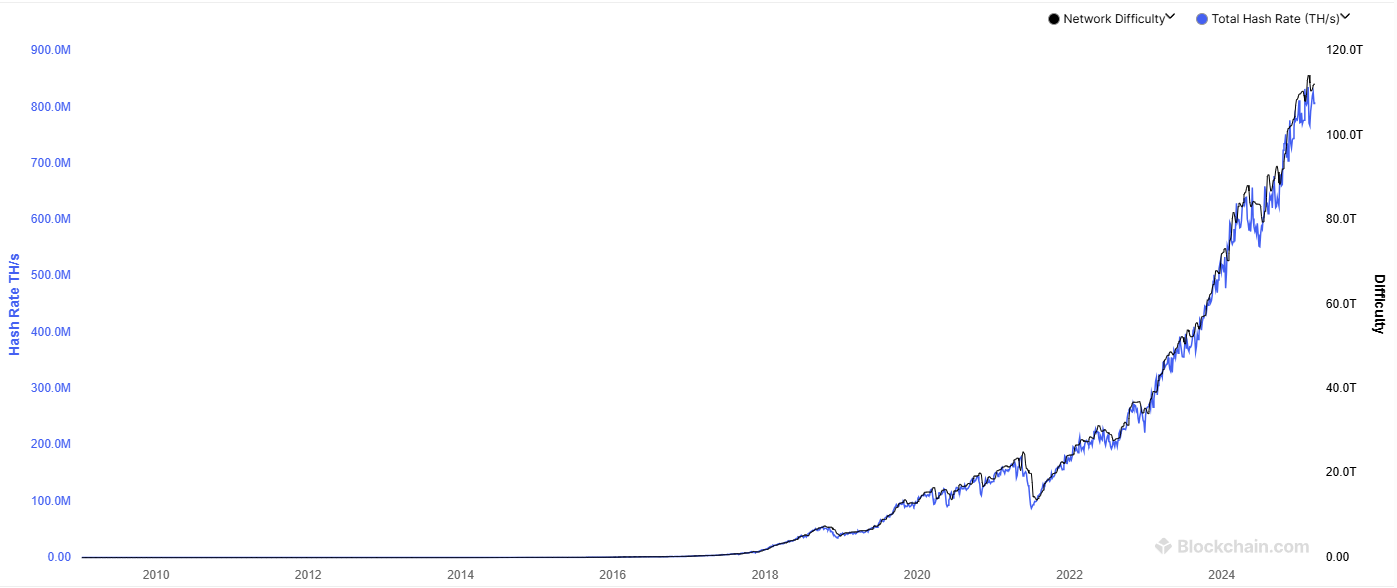 Network Difficulty Total Hash Rate (TH/s)
900.0M 120.0T
800.0M
700.0M 100.0T
600.0M 80.0T
500.0M
Hash Rate TH/s
Difficulty
60.0T
400.0M
300.0M 40.0T
200.0M
20.0T
100.0M
Blockchain.com
0.00 0.00
2010 2012 2014 2016 2018 2020 2022 2024